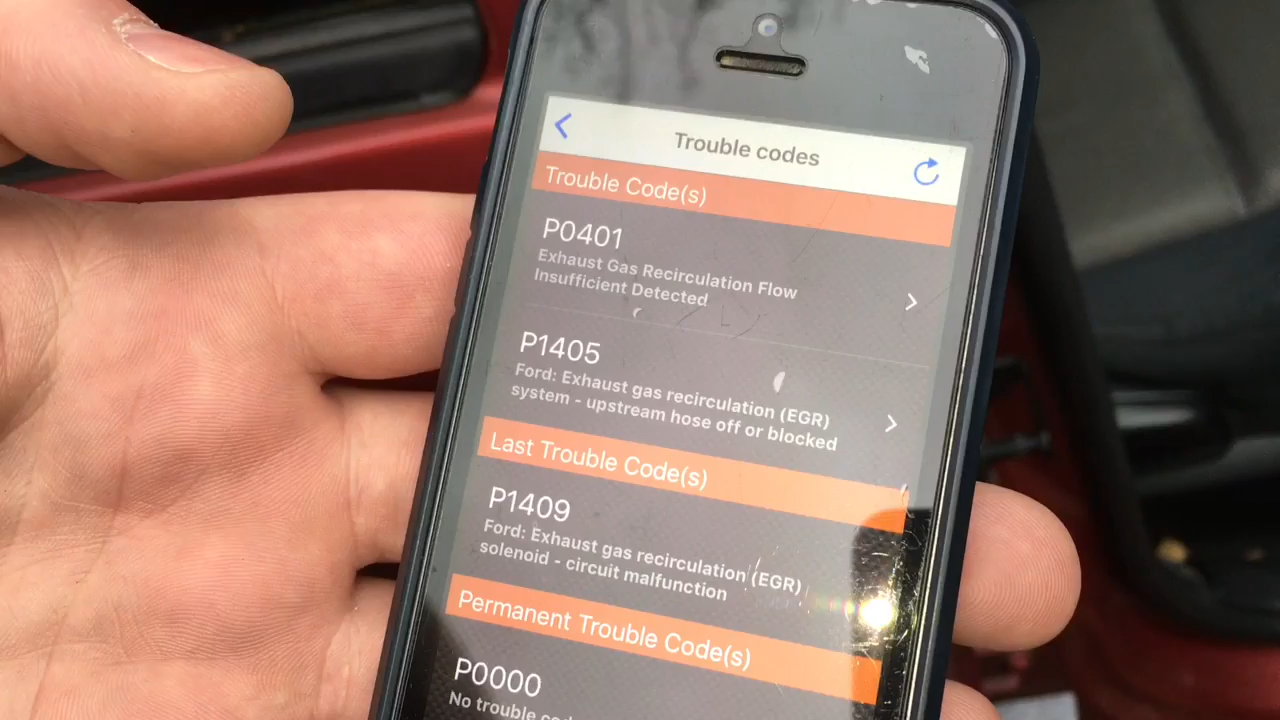 Trouble codes
Trouble Code(s)
P0401
Exhaust Gas Recirculation Flow
Insufficient Detected
P1405
Ford: Exhaust gas recirculation (EGR)
system - upstream hose off or blocked
Last Trouble Code(s)
P1409
Ford: Exhaust gas recirculation (EGR)
solenoid - circuit malfunction
Permanent Trouble Code(s)
P0000
No trouble